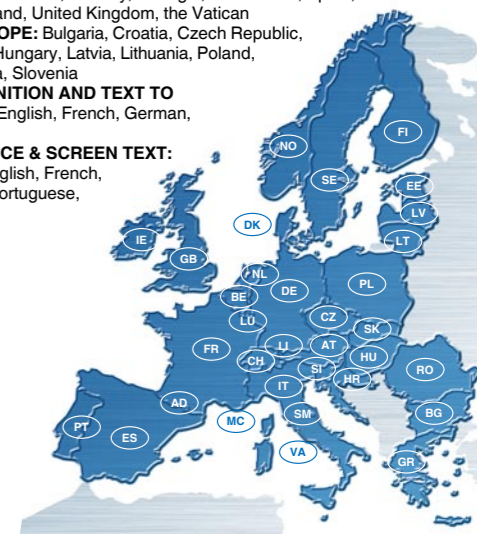 and, United Kingdom, the Vatican
OPE: Bulgaria, Croatia, Czech Republic,
Hungary, Latvia, Lithuania, Poland,
a, Slovenia
NITION AND TEXT TO
English, French, German,
CE & SCREEN TEXT:
glish, French,
ortuguese,
FI
NO
SE
EE
LV
DK
LT
IE
GB
NL
PL
BE
DE
LU
CZ
SK
FR
LI
AT
HU
CH
SI
HR
RO
IT
AD
SM
BG
MC
PT
ES
VA
GR